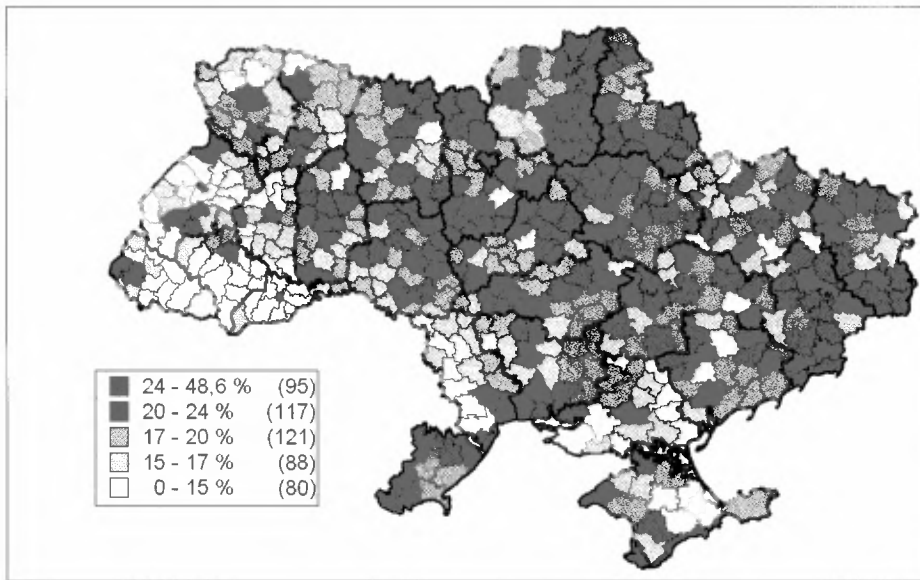 24 - 48,6 % (95)
20 - 24 % (117)
17 - 20 % (121)
15 - 17 % (88)
0 - 15 % (80)